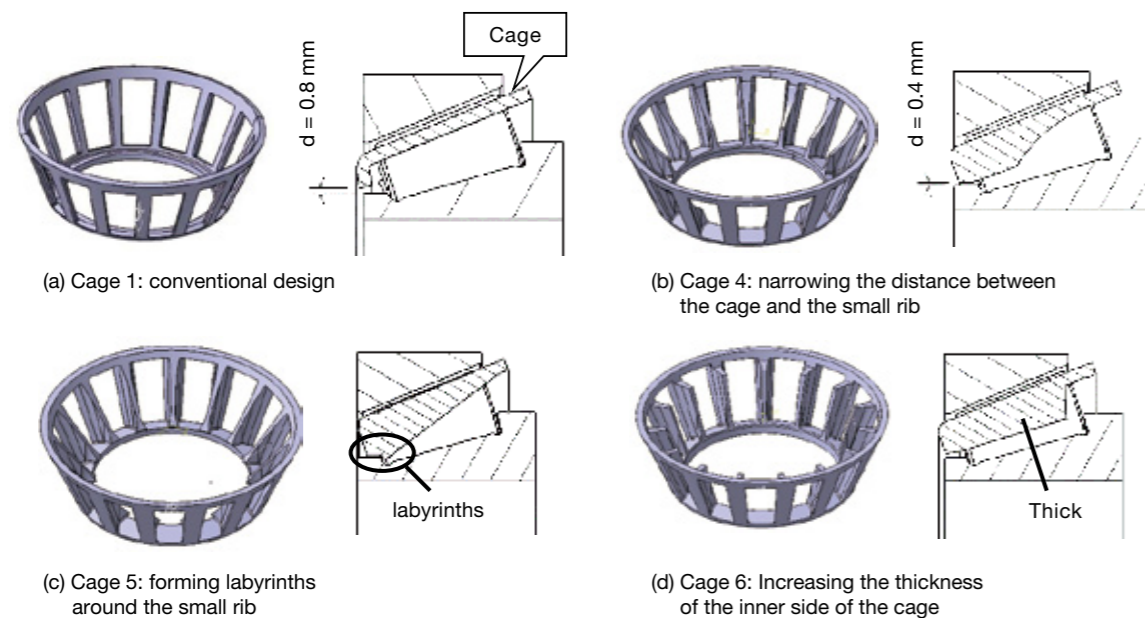 Cage
d = 0.8 mm
(a) Cage 1: conventional design
d = 0.4 mm
(b) Cage 4: narrowing the distance between
the cage and the small rib
labyrinths
(c) Cage 5: forming labyrinths
around the small rib
Thick
(d) Cage 6: Increasing the thickness
of the inner side of the cage